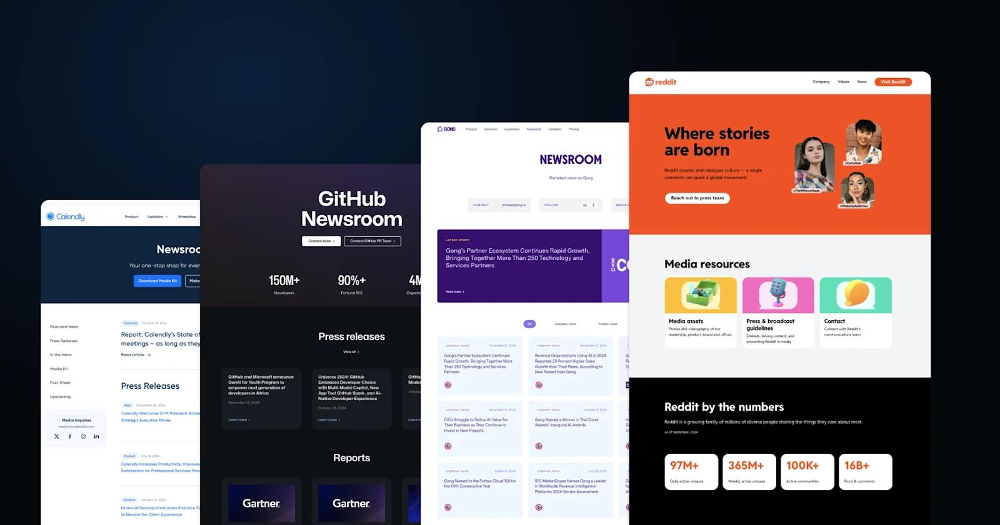 Calendly
Product Solutions Enterprise
Your one-stop shop for
Download Media Kit
Featured News
Press Releases
In the News
Media Kit
Fact Sheet
Leadership
Media inquiries
media@calendly.com
Featured October 18, 2024
Report: Calendly's State of
meetings – as long as they
Read article →
Press Releases
News December 04, 2024
Calendly Welcomes GTM President Amids
Strategic Executive Moves
Product May 16, 2024
Calendly Increases Productivity, Improves
Satisfaction for Professional Services Firm
Product January 22, 2024
Financial Services Institutions Embrace C
to Elevate the Client Experience
GitHub
Newsroom
Contact sales ›
Contact GitHub PR Team ›
150M+
Developers
90%+
Fortune 100
4M
Organiz
Press releases
View all ›
GitHub and Microsoft announce
GenAI for Youth Program to
empower next generation of
developers in Africa
November 14, 2024
Learn more ›
Universe 2024: GitHub
Embraces Developer Choice
with Multi-Model Copilot, New
App Tool GitHub Spark, and AI-
Native Developer Experience
October 29, 2024
Learn more ›
Reports
Gartner
Gartner
GONG
Product Solutions Customers Resources Company Pricing
NEWSROOM
The latest news on Gong
CONTACT press@gong.io
FOLLOW in f
MEDIA
LATEST STORY
Gong's Partner Ecosystem Continues Rapid Growth,
Bringing Together More Than 250 Technology and
Services Partners
Read more ›
GONG
All Company news Product news
COMPANY NEWS November 21, 2024
Gong's Partner Ecosystem Continues
Rapid Growth, Bringing Together More
Than 250 Technology and Services
Partners
COMPANY NEWS November 21, 2024
Revenue Organizations Using AI in 2024
Reported 29 Percent Higher Sales
Growth than Their Peers, According to
New Report from Gong
COMPANY NEWS November 14, 2024
CIOs Struggle to Define AI Value For
Their Business as They Continue to
Invest in New Projects
COMPANY NEWS October 9, 2024
Gong Named a Winner in The Cloud
Awards' Inaugural AI Awards
COMPANY NEWS August 6, 2024
Gong Named to the Forbes Cloud 100 for
the Fifth Consecutive Year
COMPANY NEWS July 25, 2024
IDC MarketScape Names Gong a Leader
in Worldwide Revenue Intelligence
Platforms 2024 Vendor Assessment
reddit
Company Values News Visit Reddit
Where stories
are born
Reddit creates and catalyzes culture — a single
comment can spark a global movement.
Reach out to press team
r/CurlyHair
r/ThriftStoreHauls
r/MakeUpAddiction
Media resources
Media assets
Photos and videography of our
leadership, product, brand and offices
Press & broadcast
guidelines
Embeds, linking content, and
presenting Reddit in media
Contact
Connect with Reddit's
communications team
Reddit by the numbers
Reddit is a growing family of millions of diverse people sharing the things they care about most.
As of September, 2024
97M+
Daily active uniques
365M+
Weekly active uniques
100K+
Active communities
16B+
Posts & comments